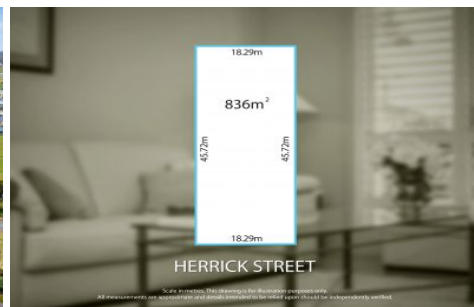 18.29m
836m²
45.72m
45.72m
18.29m
HERRICK STREET
Scale in metres. This drawing is for illustration purposes only.
All measurements are approximate and details intended to be relied upon should be independently verified.